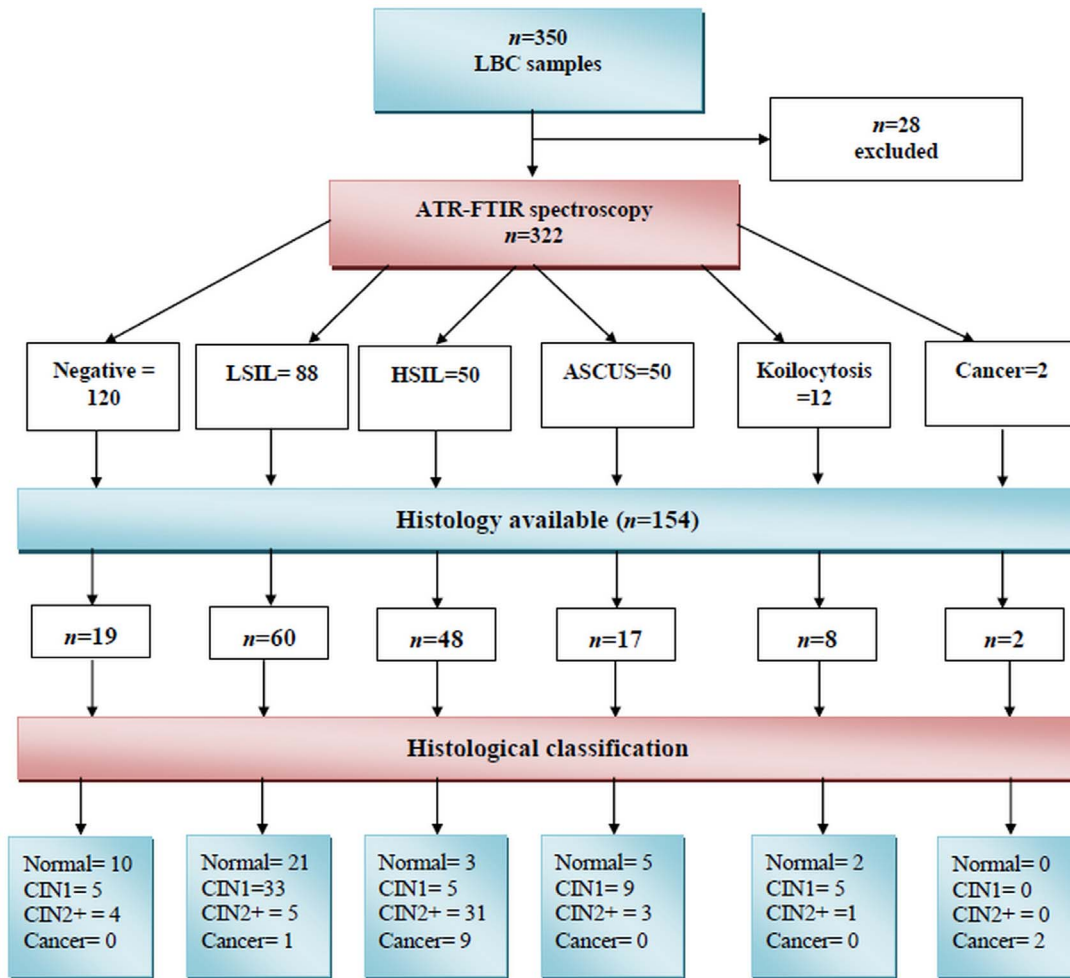 n=350
LBC samples
n=28
excluded
ATR-FTIR spectroscopy
n=322
Negative =
120
LSIL= 88
HSIL=50
ASCUS=50
Koilocytosis
=12
Cancer=2
Histology available (n=154)
n=19
n=60
n=48
n=17
n=8
n=2
Histological classification
Normal= 10
CIN1= 5
CIN2+ = 4
Cancer= 0
Normal= 21
CIN1=33
CIN2+ = 5
Cancer= 1
Normal= 3
CIN1= 5
CIN2+ = 31
Cancer= 9
Normal= 5
CIN1= 9
CIN2+ = 3
Cancer= 0
Normal= 2
CIN1= 5
CIN2+ =1
Cancer= 0
Normal= 0
CIN1= 0
CIN2+ = 0
Cancer= 2